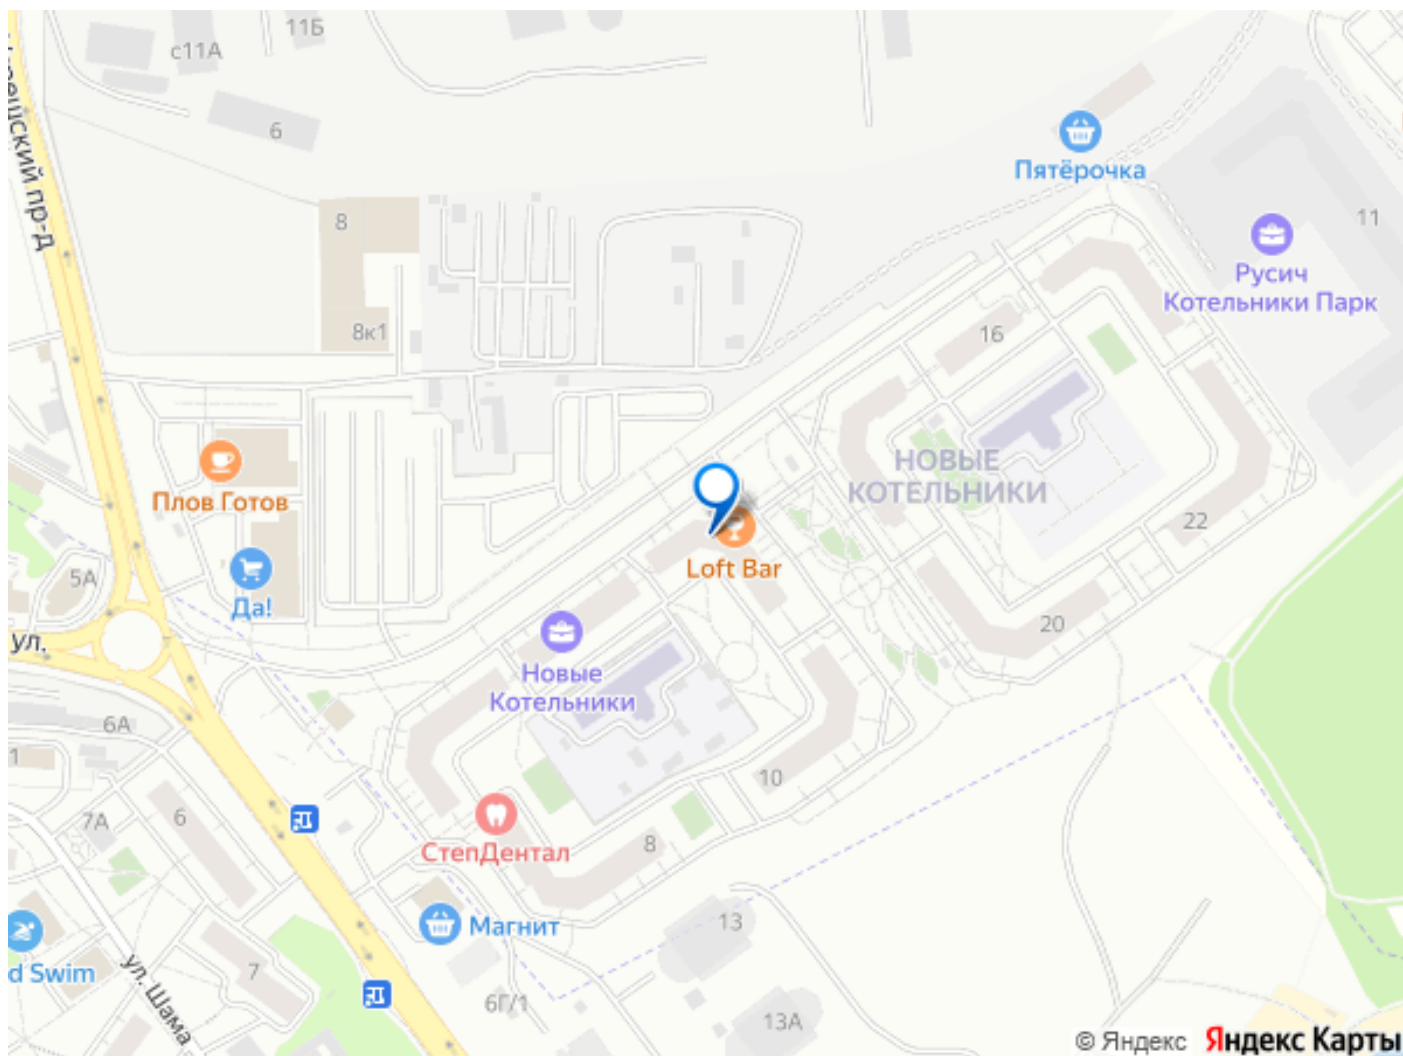 11Б
с11А
6
Пятёрочка
8
11
Русич
Котельники Парк
8к1
16
НОВЫЕ
КОТЕЛЬНИКИ
Плов Готов
22
Loft Bar
5А
Да!
20
ул.
Новые
Котельники
6А
1
10
7А
6
8
СтепДентал
Магнит
13
d Swim
7
ул. Шама
6Г/1
13А
© Яндекс
Яндекс Карты
пр-д